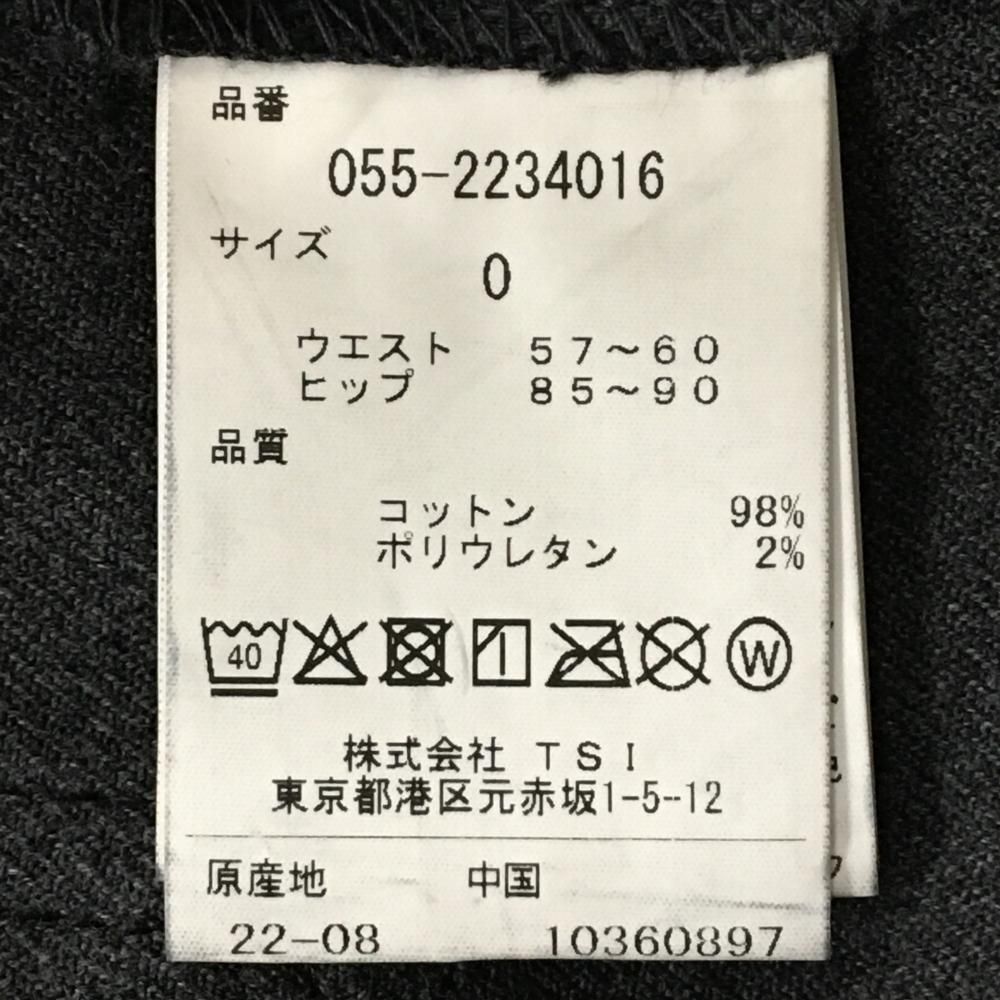 品番
055-2234016
サイズ
0
ウエスト 57～60
ヒップ 85～90
品質
コットン 98%
ポリウレタン 2%
40 W
株式会社 TSI
東京都港区元赤坂1-5-12
原産地 中国
22-08 10360897